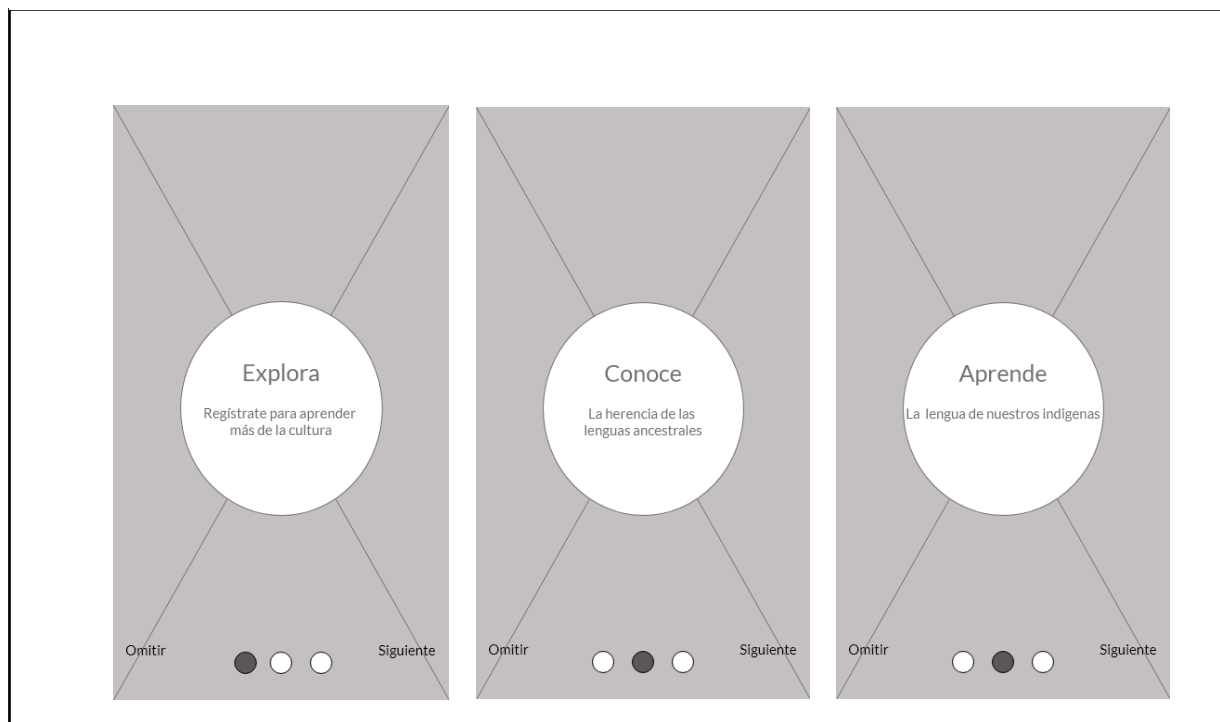 Explora
Regístrate para aprender
más de la cultura
Omitir
Siguiente
Conoce
La herencia de las
lenguas ancestrales
Omitir
Siguiente
Aprende
La lengua de nuestros indigenas
Omitir
Siguiente